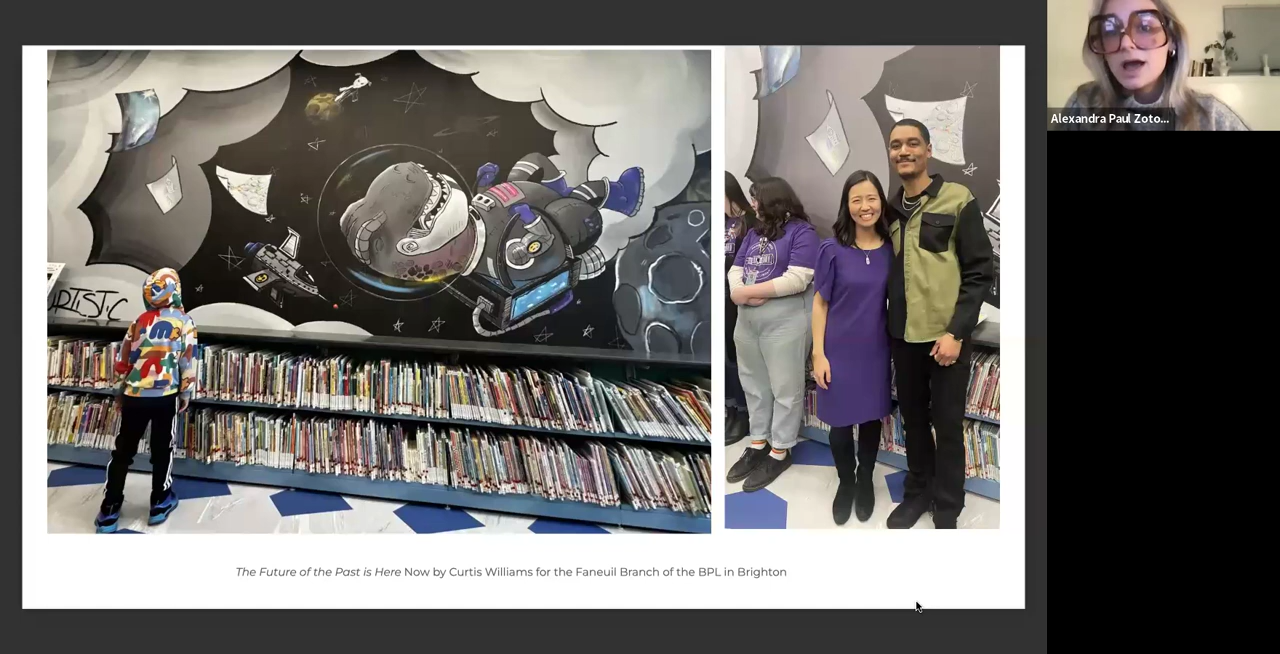 ARTISTIC
The Future of the Past is Here Now by Curtis Williams for the Faneuil Branch of the BPL in Brighton
Alexandra Paul Zoto...